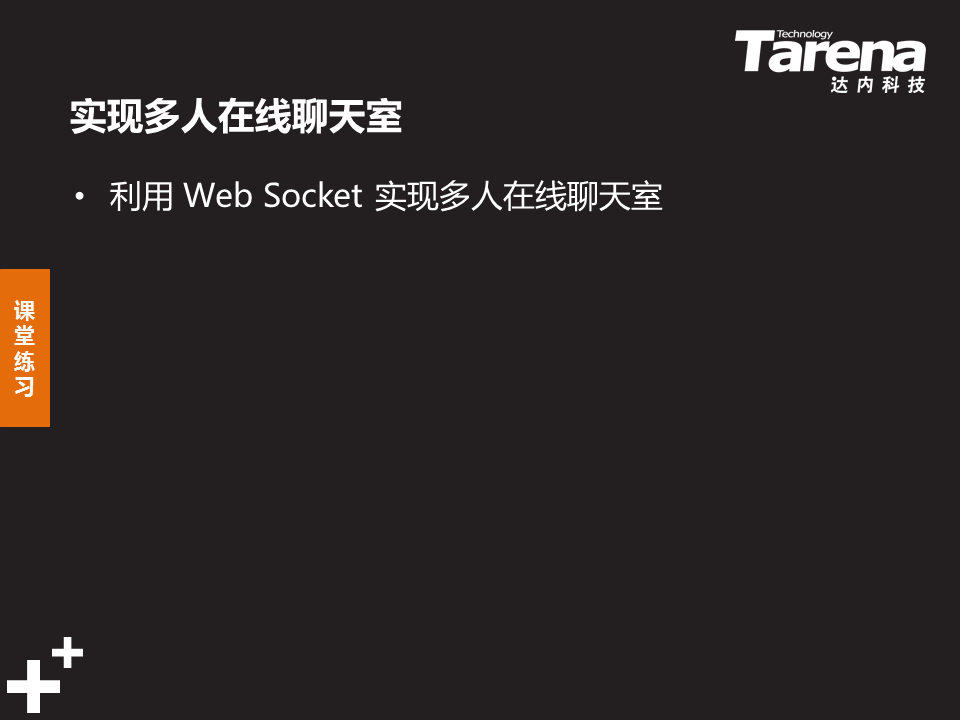 Technology
Tarena
达内科技
实现多人在线聊天室
• 利用 Web Socket 实现多人在线聊天室
课堂练习